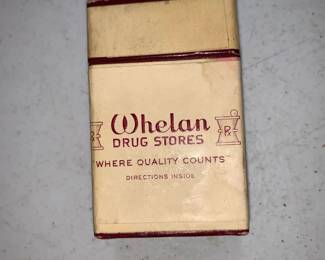 Whelan
DRUG STORES
WHERE QUALITY COUNTS
DIRECTIONS INSIDE